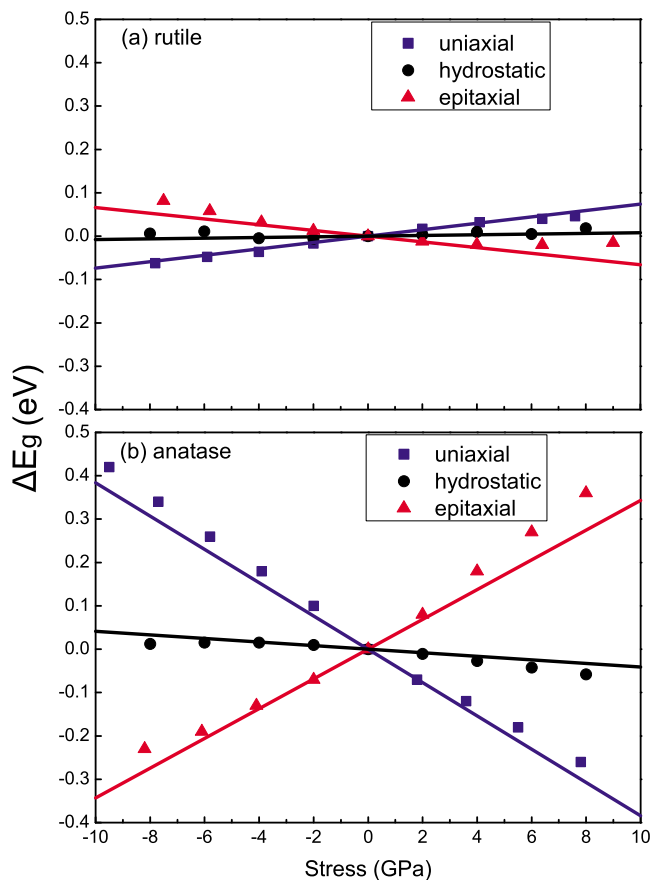 (a) rutile
uniaxial
hydrostatic
epitaxial
0.5
0.4
0.3
0.2
0.1
0.0
-0.1
-0.2
-0.3
-0.4
ΔEg (eV)
(b) anatase
uniaxial
hydrostatic
epitaxial
0.5
0.4
0.3
0.2
0.1
0.0
-0.1
-0.2
-0.3
-0.4
-10 -8 -6 -4 -2 0 2 4 6 8 10
Stress (GPa)